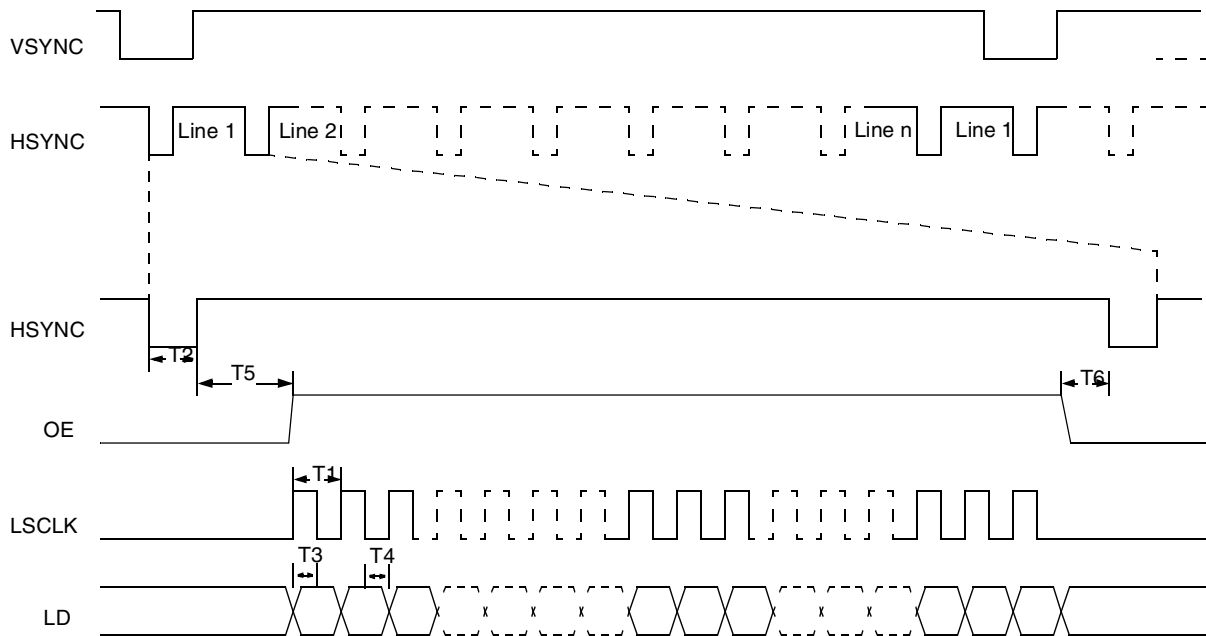 VSYNC
HSYNC
Line 1
Line 2
Line n
Line 1
HSYNC
T2
T5
T6
OE
T1
LSCLK
T3
T4
LD